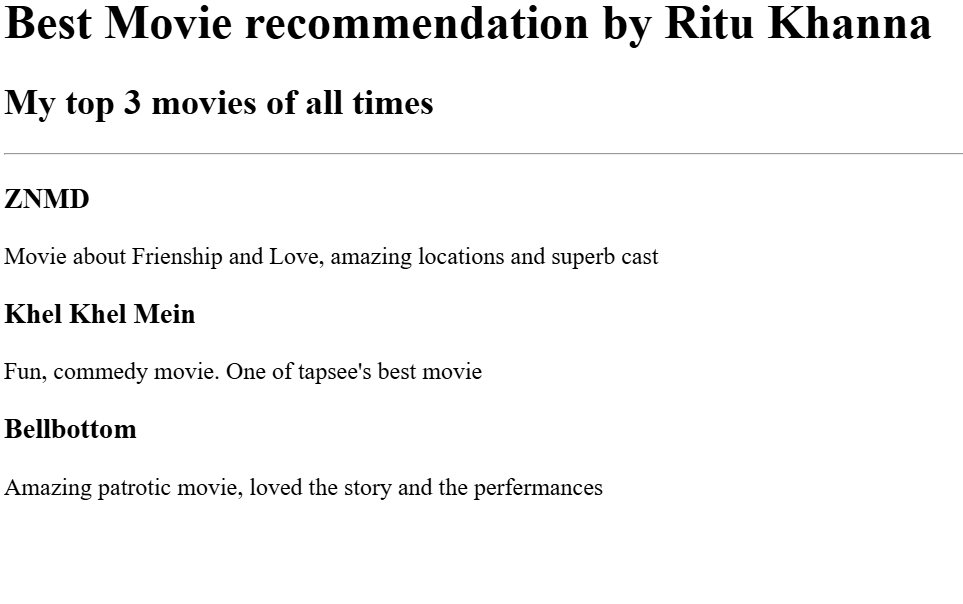 Best Movie recommendation by Ritu Khanna
My top 3 movies of all times
ZNMD
Movie about Frienship and Love, amazing locations and superb cast
Khel Khel Mein
Fun, commedy movie. One of tapsee's best movie
Bellbottom
Amazing patrotic movie, loved the story and the perfermances